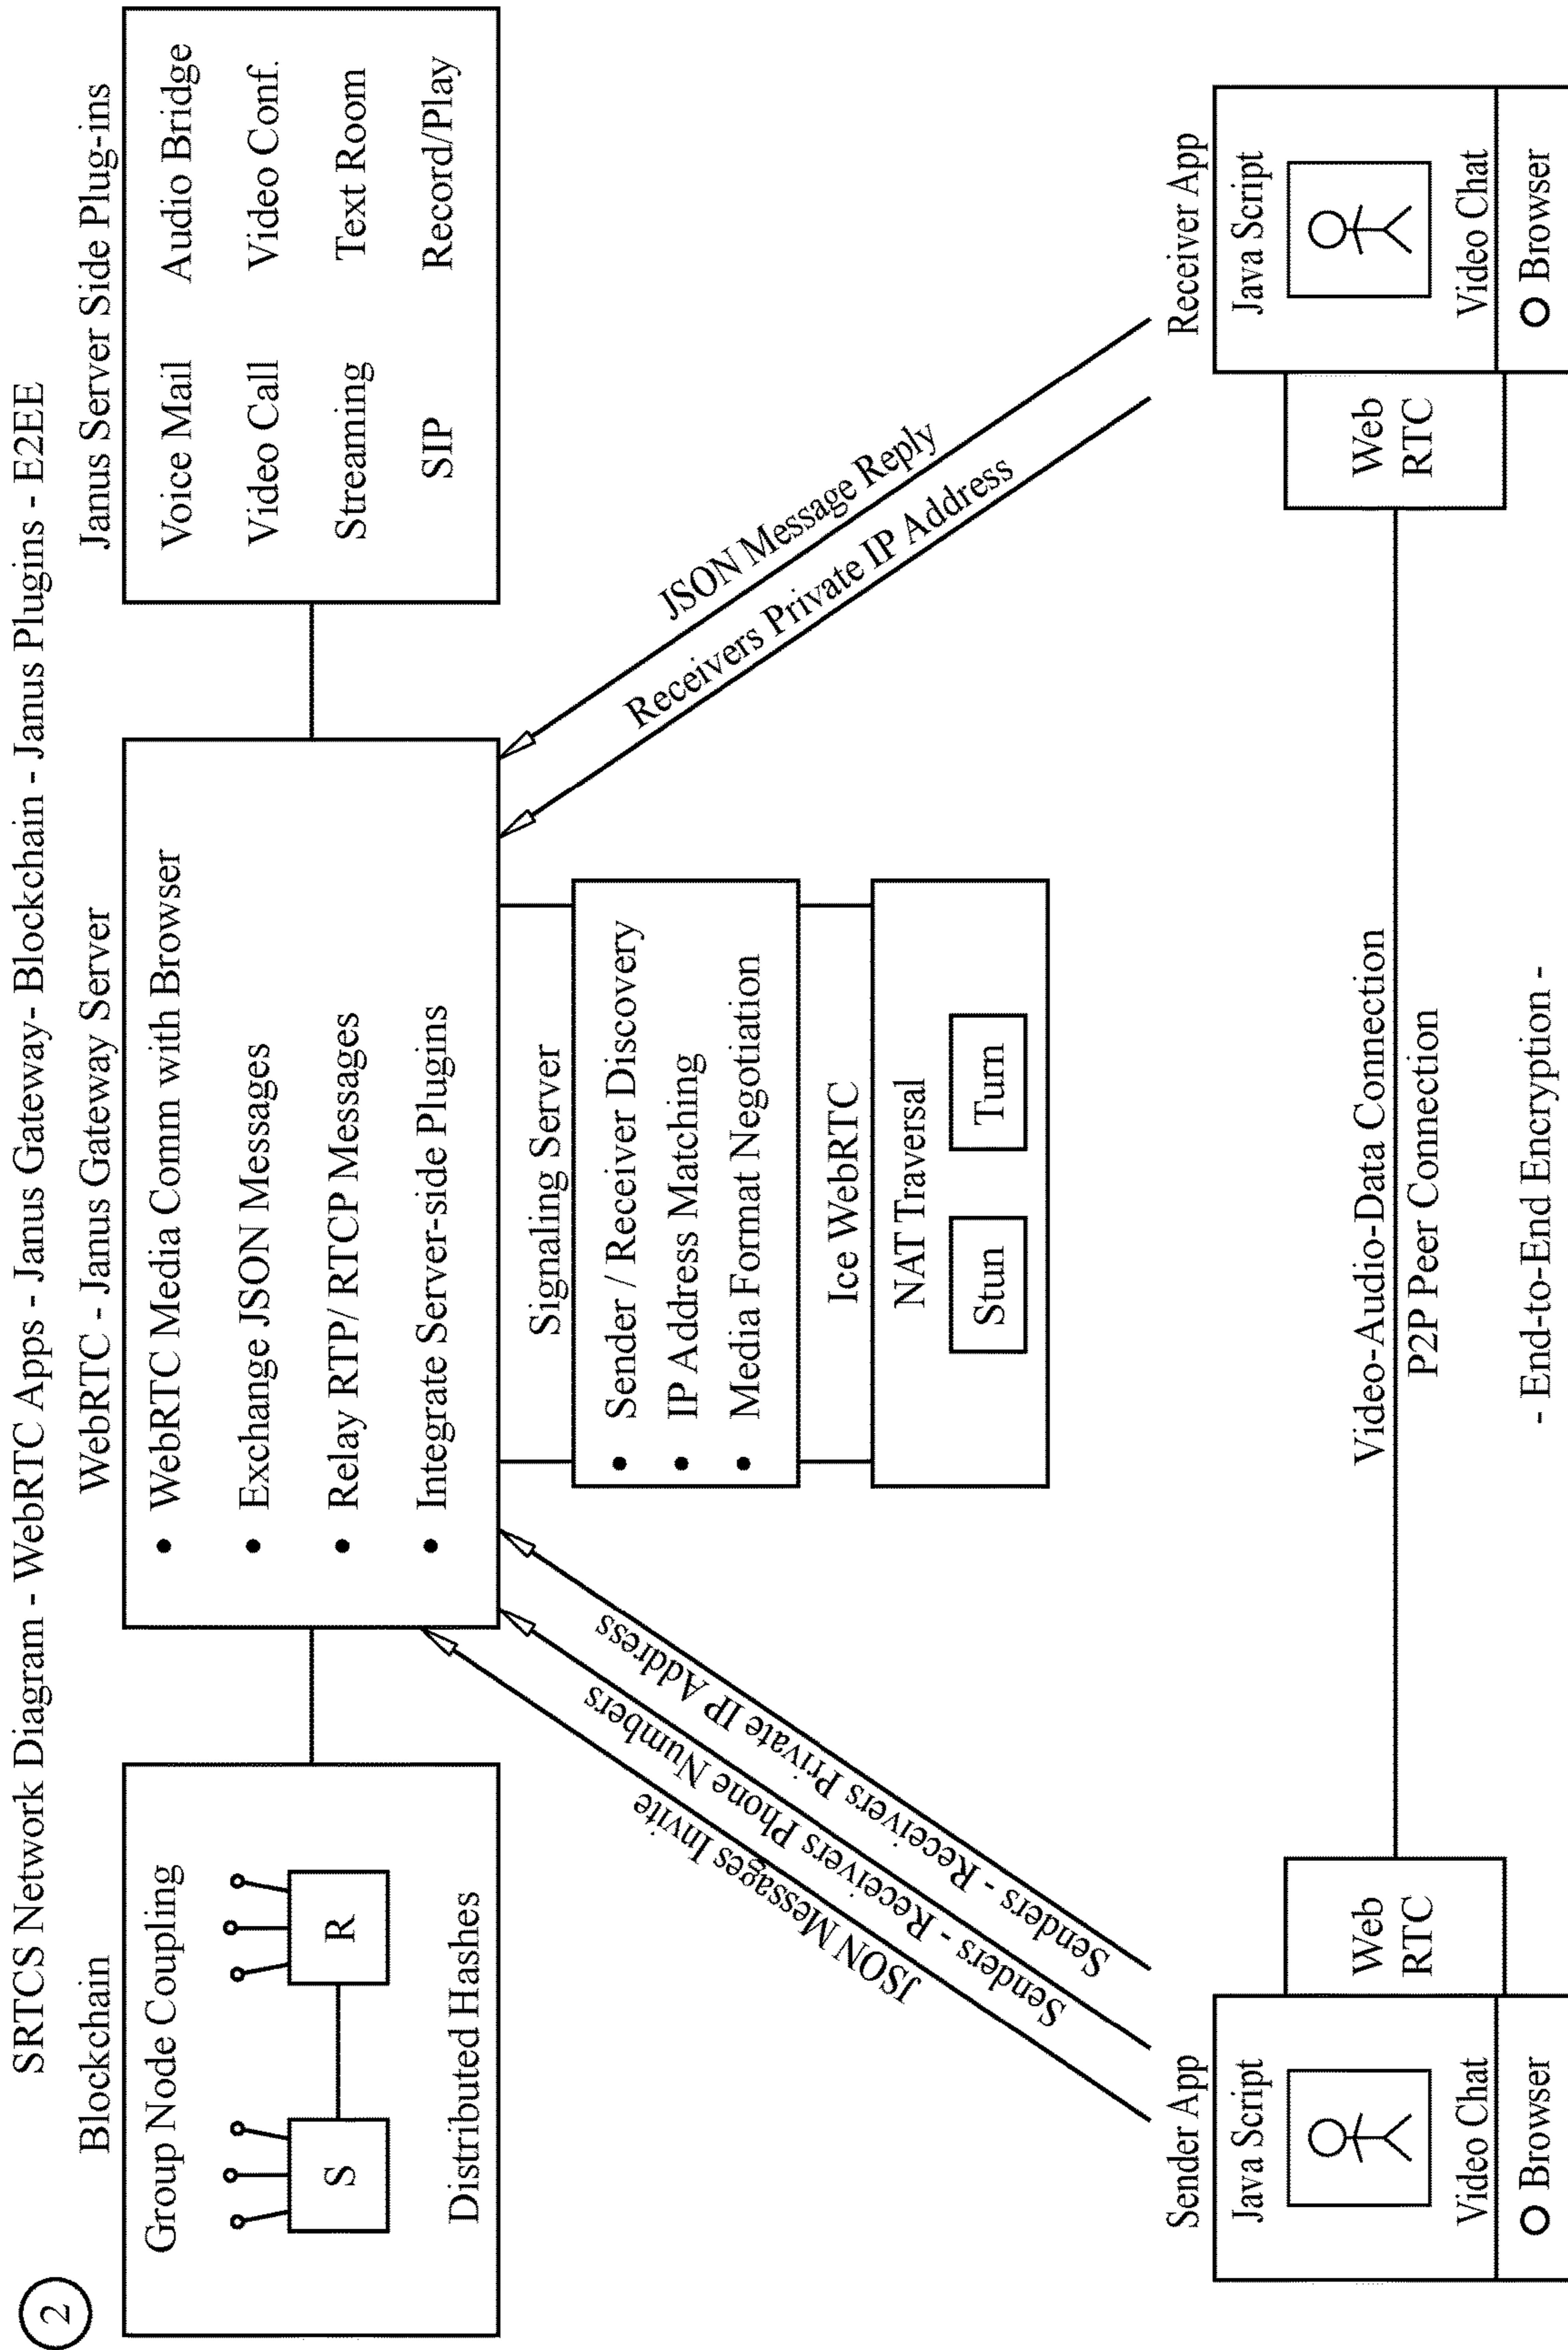 2
SRTCS Network Diagram - WebRTC Apps - Janus Gateway- Blockchain - Janus Plugins - E2EE
Blockchain
Group Node Coupling
S
R
Distributed Hashes
WebRTC - Janus Gateway Server
• WebRTC Media Comm with Browser
• Exchange JSON Messages
• Relay RTP/ RTCP Messages
• Integrate Server-side Plugins
Janus Server Side Plug-ins
Voice Mail Audio Bridge
Video Call Video Conf.
Streaming Text Room
SIP Record/Play
Signaling Server
• Sender / Receiver Discovery
• IP Address Matching
• Media Format Negotiation
Ice WebRTC
NAT Traversal
Stun
Turn
JSON Messages Invite
Senders - Receivers Phone Numbers
Senders - Receivers Private IP Address
JSON Message Reply
Receivers Private IP Address
Sender App
Java Script
Video Chat
Browser
Web
RTC
Video-Audio-Data Connection
P2P Peer Connection
- End-to-End Encryption -
Receiver App
Java Script
Video Chat
Browser
Web
RTC